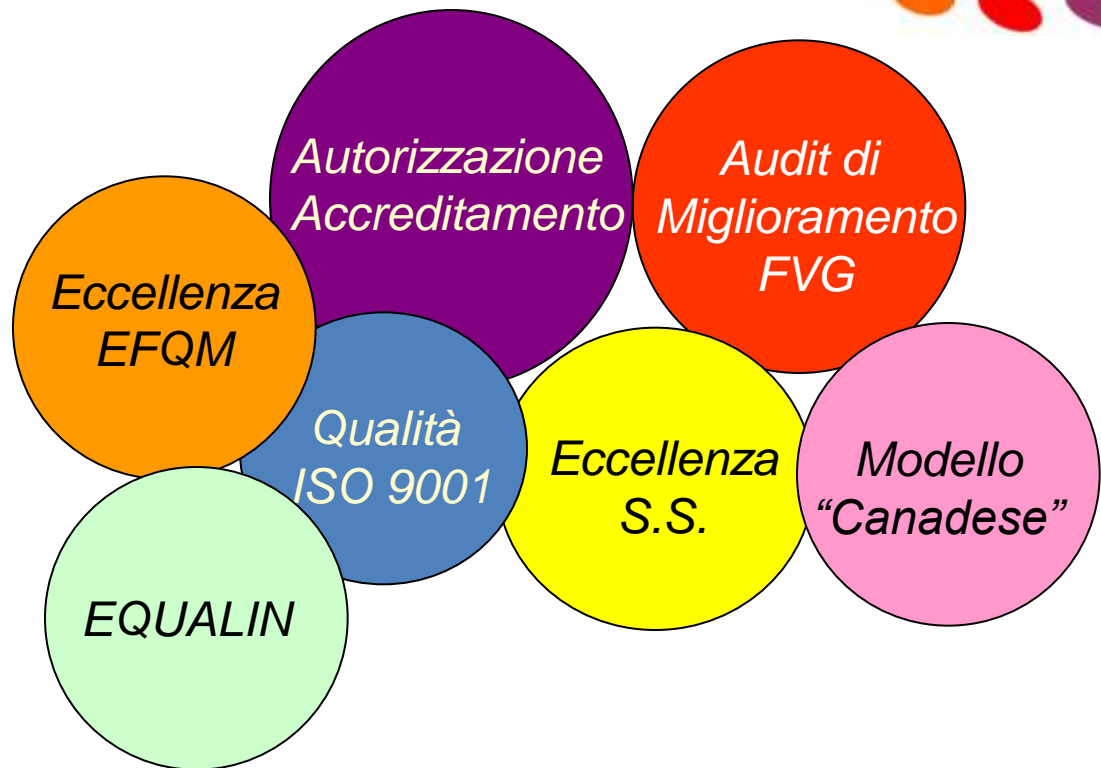 Autorizzazione
Accreditamento
Audit di
Miglioramento
FVG
Eccellenza
EFQM
Qualità
ISO 9001
Eccellenza
S.S.
Modello
“Canadese”
EQUALIN